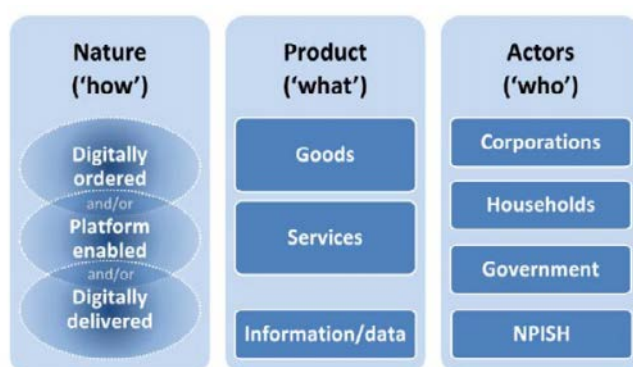 Nature
('how')
Digitally
ordered
and/or
Platform
enabled
and/or
Digitally
delivered
Product
('what')
Goods
Services
Information/data
Actors
('who')
Corporations
Households
Government
NPISH